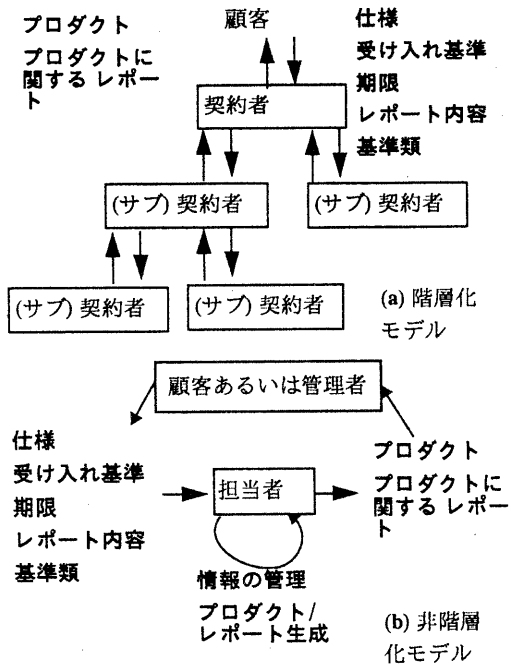 プロダクト
プロダクトに
関する レポー
ト
顧客
仕様
受け入れ基準
期限
レポート内容
基準類
契約者
(サブ) 契約者
(サブ) 契約者
(サブ) 契約者
(サブ) 契約者
(a) 階層化
モデル
顧客あるいは管理者
仕様
受け入れ基準
期限
レポート内容
基準類
担当者
プロダクト
プロダクトに
関する レポー
ト
情報の管理
プロダクト/
レポート生成
(b) 非階層
化モデル